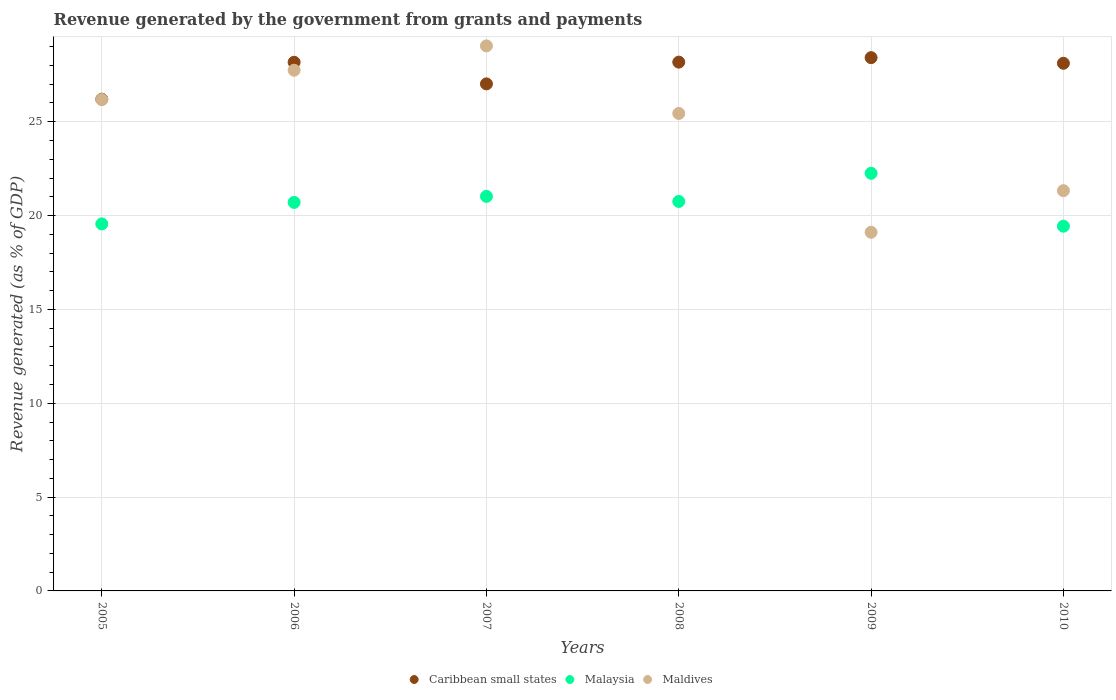 Revenue generated by the government from grants and payments
Revenue generated (as % of GDP)
25
20
15
10
5
0
2005
2006
2007
2008
2009
2010
Years
Caribbean small states
Malaysia
Maldives